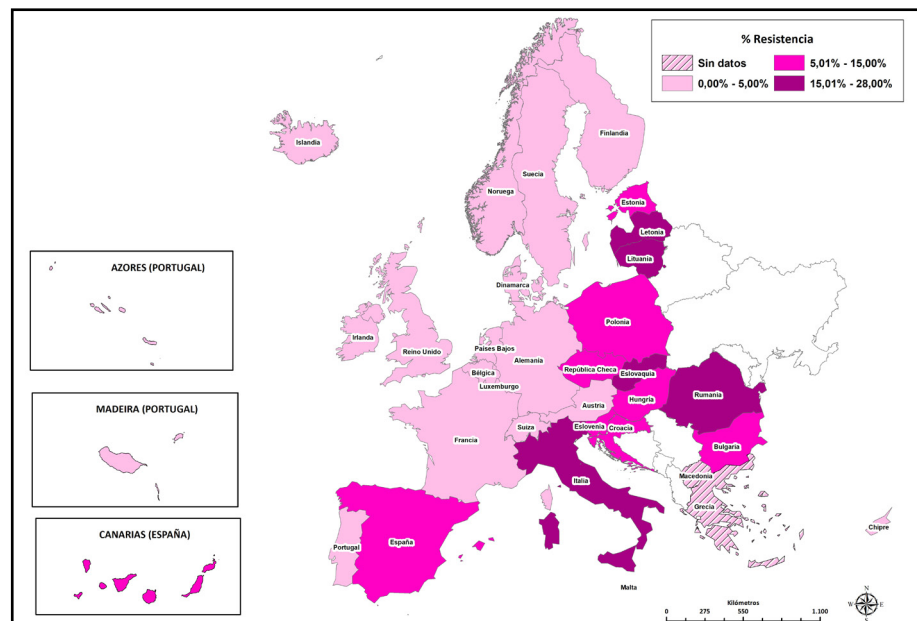 % Resistencia
Sin datos
5,01% - 15,00%
0,00% - 5,00%
15,01% - 28,00%
Islandia
Finlandia
Suecia
Noruega
Estonia
Letonia
Lituania
AZORES (PORTUGAL)
Dinamarca
Polonia
Irlanda
Reino Unido
Países Bajos
Alemania
Bélgica
República Checa
Eslovaquia
Luxemburgo
Rumanía
Hungría
Austria
MADEIRA (PORTUGAL)
Suiza
Eslovenia
Croacia
Francia
Bulgaría
Macedonia
Italia
Grecia
Chipre
CANARIAS (ESPAÑA)
Portugal
España
Malta
Kilómetros
0 275 550 1.100
N
W E
S